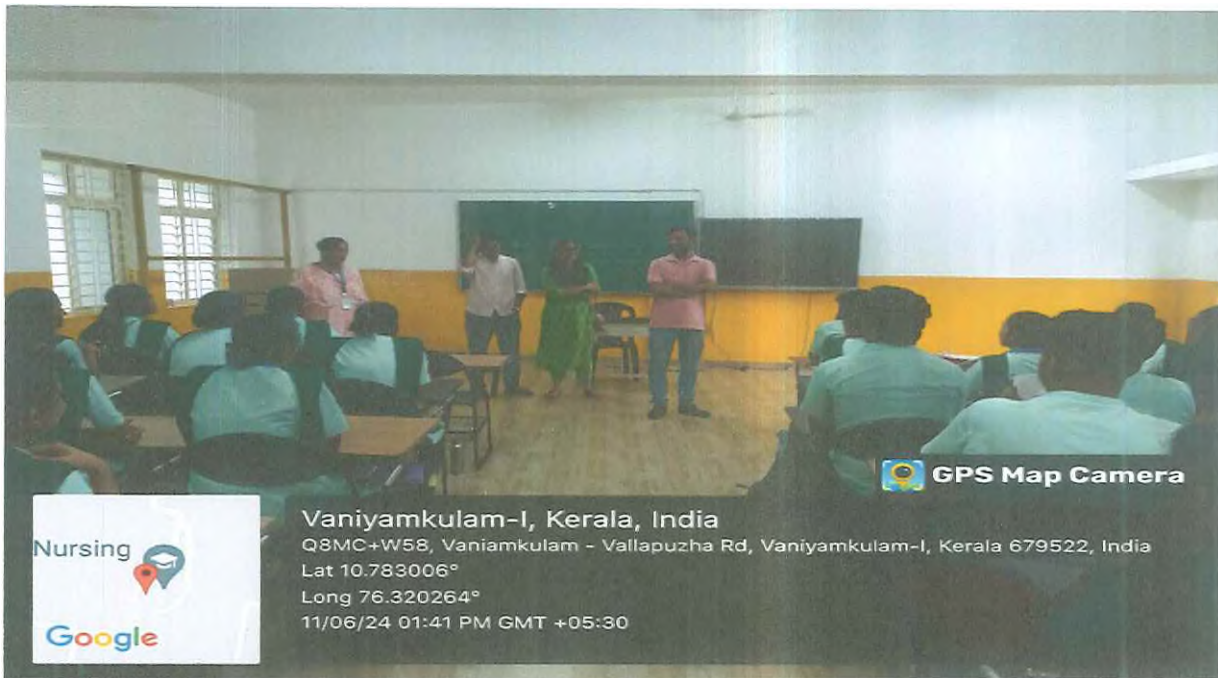 GPS Map Camera
Nursing
Google
Vaniyamkulam-I, Kerala, India
Q8MC+W58, Vaniamkulam - Vallapuzha Rd, Vaniyamkulam-I, Kerala 679522, India
Lat 10.783006°
Long 76.320264°
11/06/24 01:41 PM GMT +05:30